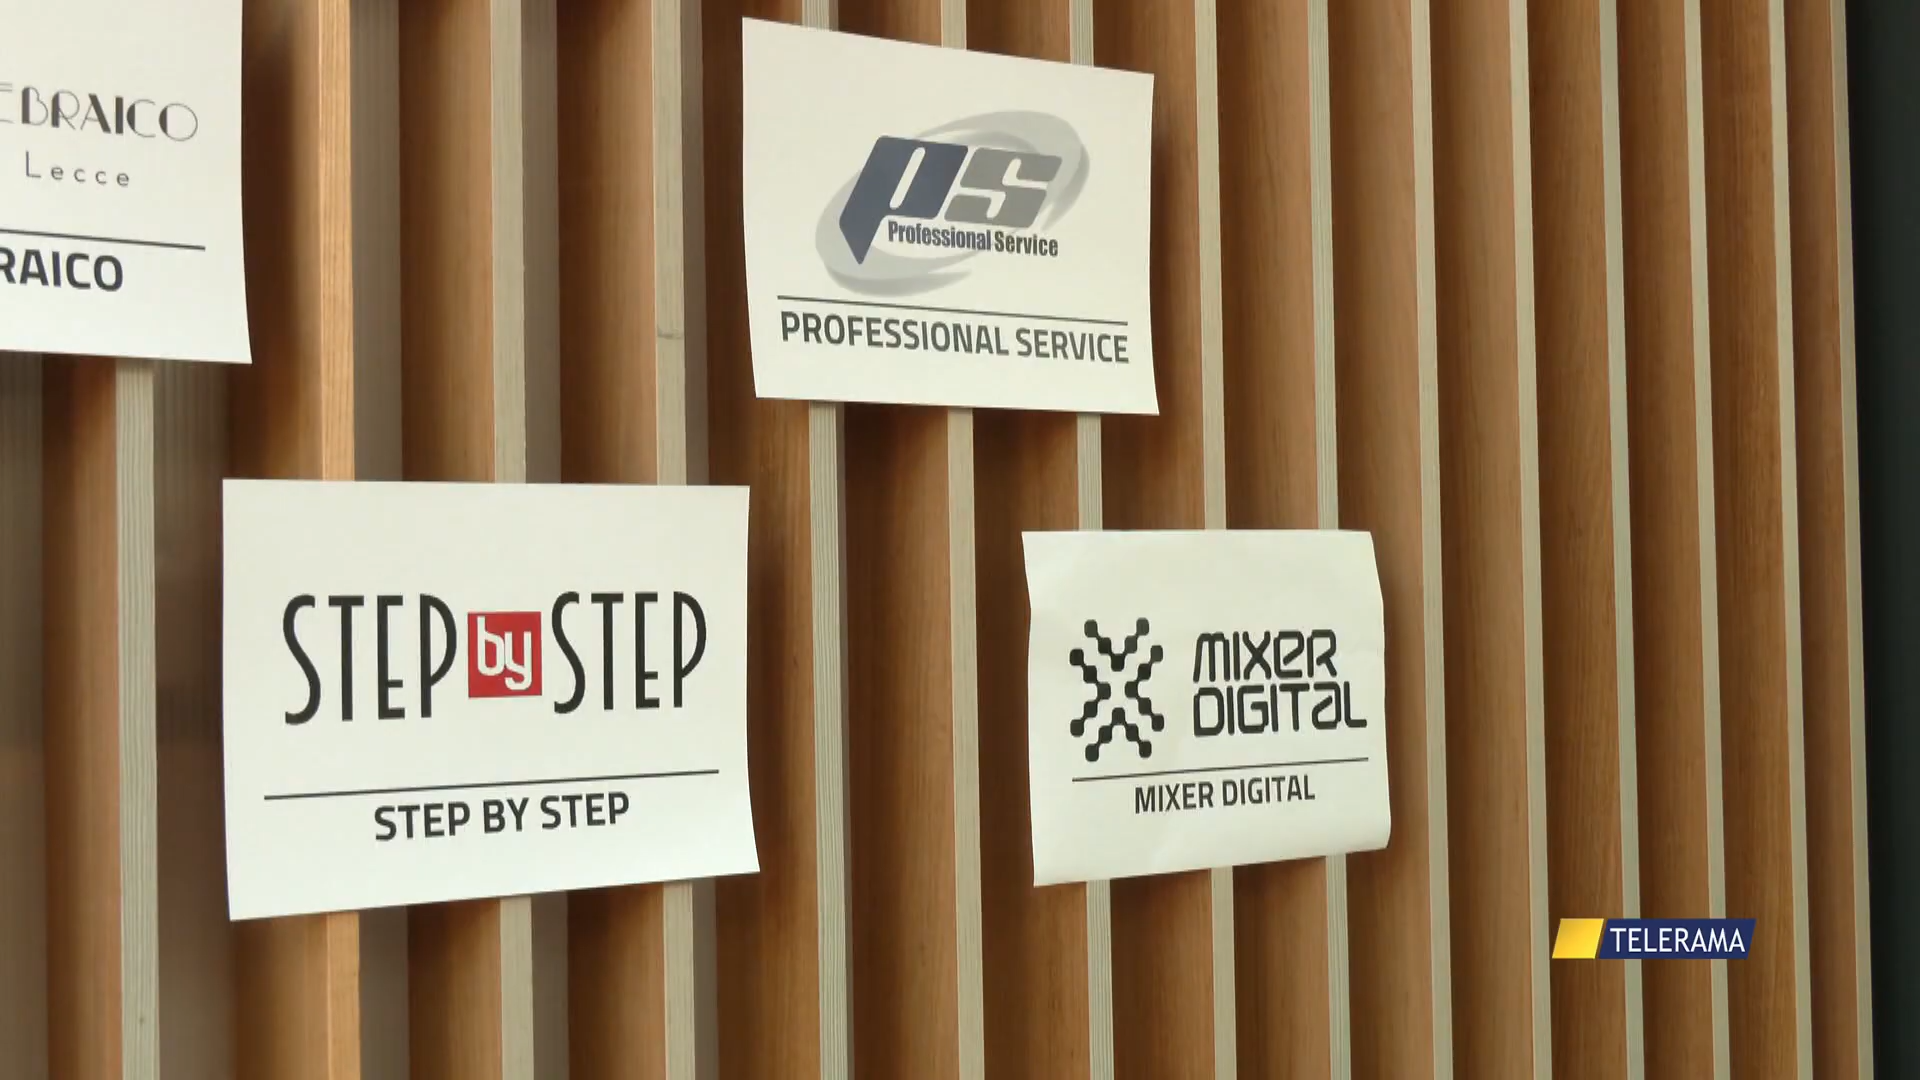 EBRAICO
Lecce
RAICO
ps
Professional Service
PROFESSIONAL SERVICE
STEP by STEP
STEP BY STEP
MIXER
DIGITAL
MIXER DIGITAL
TELERAMA